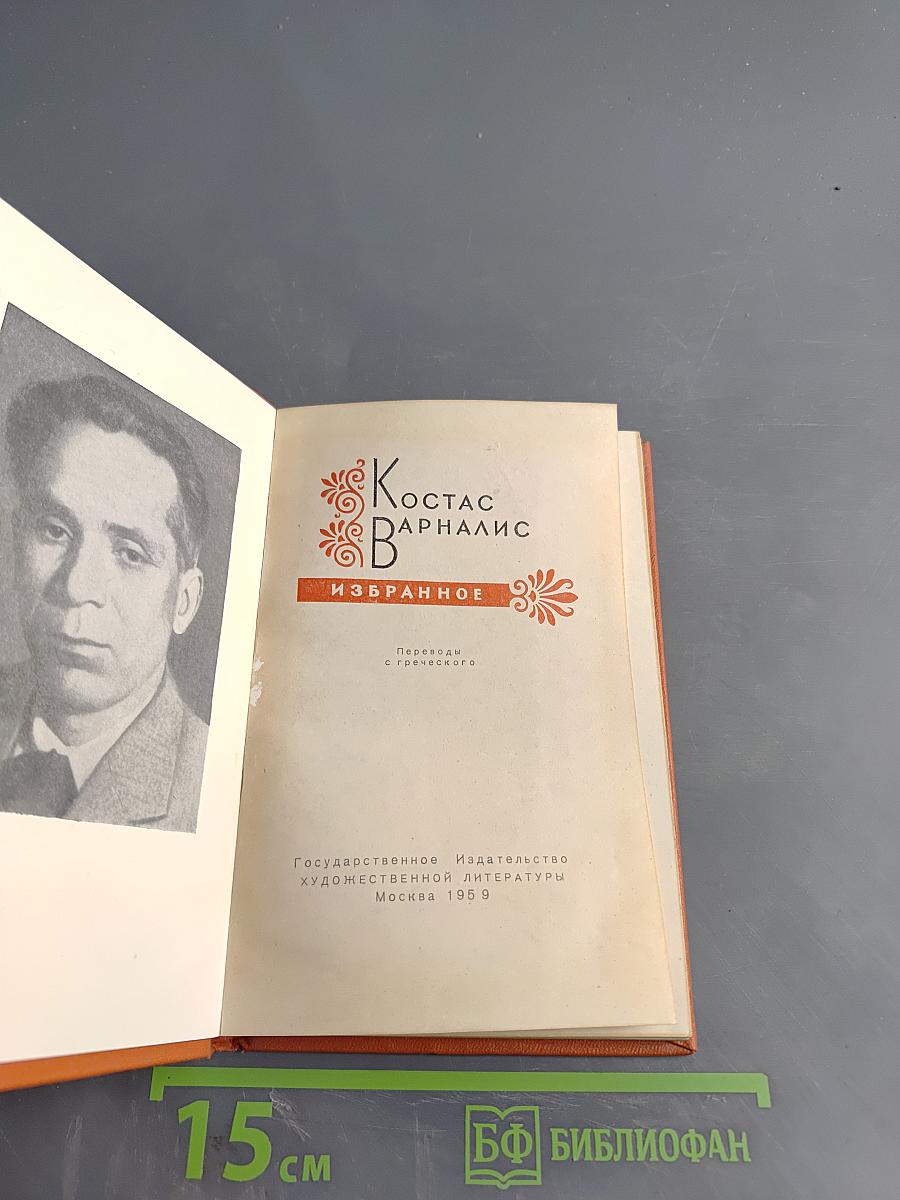 Костас
Варналис
ИЗБРАННОЕ
Переводы
с греческого
Государственное Издательство
ХУДОЖЕСТВЕННОЙ ЛИТЕРАТУРЫ
Москва 1959
15 см
БФ БИБЛИОФАН